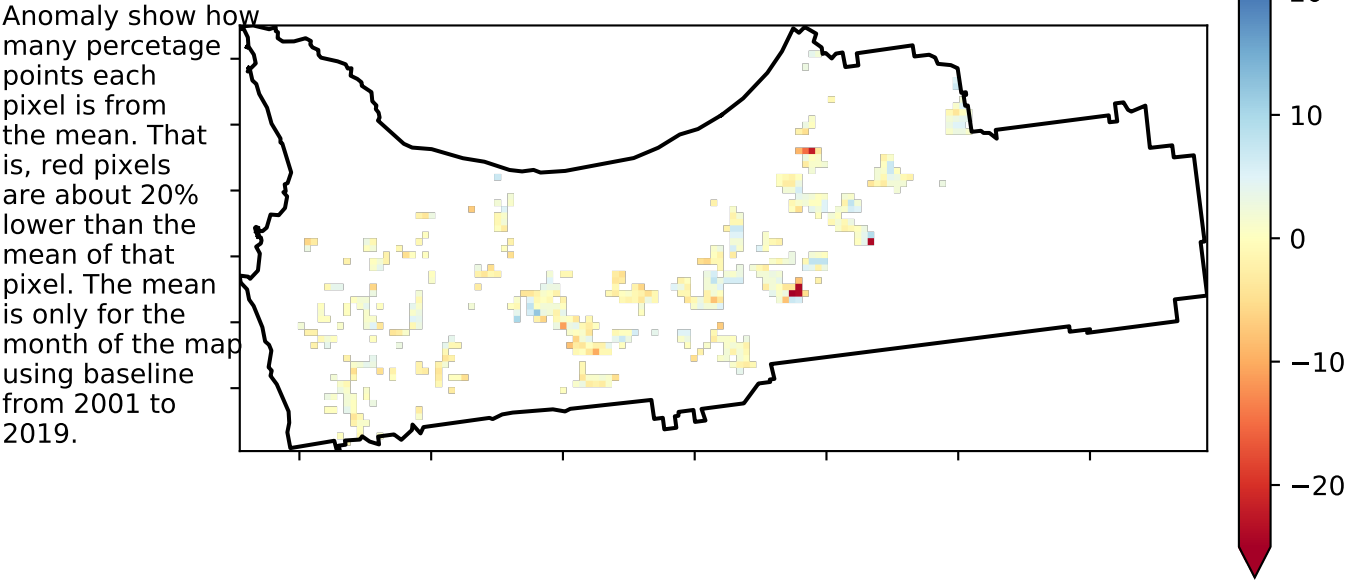 Anomaly show how
many percetage
points each
pixel is from
the mean. That
is, red pixels
are about 20%
lower than the
mean of that
pixel. The mean
is only for the
month of the map
using baseline
from 2001 to
2019.
10
0
−10
−20